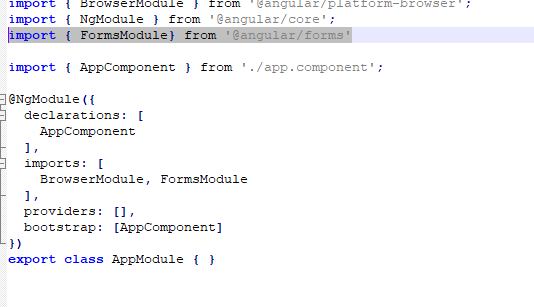 import { BrowserModule } from '@angular/platform-browser';
import { NgModule } from '@angular/core';
import { FormsModule} from '@angular/forms'
import { AppComponent } from './app.component';
@NgModule({
declarations: [
AppComponent
],
imports: [
BrowserModule, FormsModule
],
providers: [],
bootstrap: [AppComponent]
})
export class AppModule { }